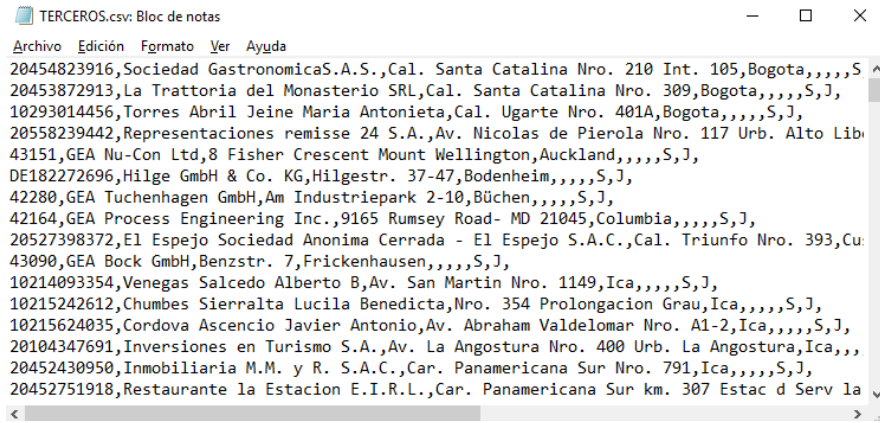 TERCEROS.csv: Bloc de notas
Archivo Edición Formato Ver Ayuda
20454823916,Sociedad GastronomicaS.A.S.,Cal. Santa Catalina Nro. 210 Int. 105,Bogota,,,,,S
20453872913,La Trattoria del Monasterio SRL,Cal. Santa Catalina Nro. 309,Bogota,,,,,S,J,
10293014456,Torres Abril Jeine Maria Antonieta,Cal. Ugarte Nro. 401A,Bogota,,,,,S,J,
20558239442,Representaciones remisse 24 S.A.,Av. Nicolas de Pierola Nro. 117 Urb. Alto Libe
43151,GEA Nu-Con Ltd,8 Fisher Crescent Mount Wellington,Auckland,,,,,S,J,
DE182272696,Hilge GmbH & Co. KG,Hilgestr. 37-47,Bodenheim,,,,,S,J,
42280,GEA Tuchenhagen GmbH,Am Industriepark 2-10,Büchen,,,,,S,J,
42164,GEA Process Engineering Inc.,9165 Rumsey Road- MD 21045,Columbia,,,,,S,J,
20527398372,El Espejo Sociedad Anonima Cerrada - El Espejo S.A.C.,Cal. Triunfo Nro. 393,Cu
43090,GEA Bock GmbH,Benzstr. 7,Frickenhausen,,,,,S,J,
10214093354,Venegas Salcedo Alberto B,Av. San Martin Nro. 1149,Ica,,,,,S,J,
10215242612,Chumbes Sierralta Lucila Benedicta,Nro. 354 Prolongacion Grau,Ica,,,,,S,J,
10215624035,Cordova Ascencio Javier Antonio,Av. Abraham Valdelomar Nro. A1-2,Ica,,,,,S,J,
20104347691,Inversiones en Turismo S.A.,Av. La Angostura Nro. 400 Urb. La Angostura,Ica,,,
20452430950,Inmobiliaria M.M. y R. S.A.C.,Car. Panamericana Sur Nro. 791,Ica,,,,,S,J,
20452751918,Restaurante la Estacion E.I.R.L.,Car. Panamericana Sur km. 307 Estac d Serv la